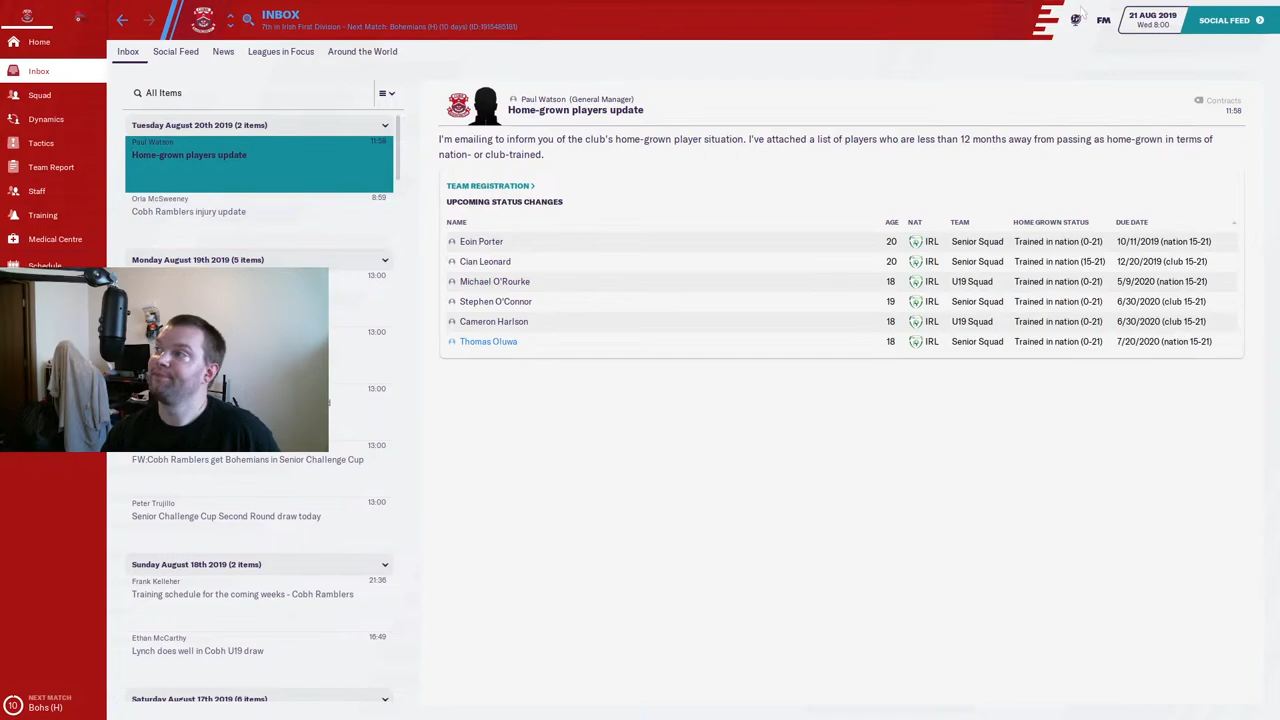 INBOX
7th in Irish First Division - Next Match: Bohemians (H) (10 days) (ID:1915485181)
FM
21 AUG 2019
Wed 8:00
SOCIAL FEED
Home
Inbox
Squad
Dynamics
Tactics
Team Report
Staff
Training
Medical Centre
Schedule
NEXT MATCH
10
Bohs (H)
Inbox
Social Feed
News
Leagues in Focus
Around the World
All Items
Tuesday August 20th 2019 (2 items)
Paul Watson 11:58
Home-grown players update
Orla McSweeney 8:59
Cobh Ramblers injury update
Monday August 19th 2019 (5 items)
13:00
13:00
13:00
13:00
FW:Cobh Ramblers get Bohemians in Senior Challenge Cup
Peter Trujillo 13:00
Senior Challenge Cup Second Round draw today
Sunday August 18th 2019 (2 items)
Frank Kelleher 21:36
Training schedule for the coming weeks - Cobh Ramblers
Ethan McCarthy 16:49
Lynch does well in Cobh U19 draw
Saturday August 17th 2019 (6 items)
Paul Watson (General Manager)
Home-grown players update
Contracts
11:58
I'm emailing to inform you of the club's home-grown player situation. I've attached a list of players who are less than 12 months away from passing as home-grown in terms of
nation- or club-trained.
TEAM REGISTRATION >
UPCOMING STATUS CHANGES
NAME AGE NAT TEAM HOME GROWN STATUS DUE DATE
Eoin Porter 20 IRL Senior Squad Trained in nation (0-21) 10/11/2019 (nation 15-21)
Cian Leonard 20 IRL Senior Squad Trained in nation (15-21) 12/20/2019 (club 15-21)
Michael O'Rourke 18 IRL U19 Squad Trained in nation (0-21) 5/9/2020 (nation 15-21)
Stephen O'Connor 19 IRL Senior Squad Trained in nation (0-21) 6/30/2020 (club 15-21)
Cameron Harlson 18 IRL U19 Squad Trained in nation (0-21) 6/30/2020 (club 15-21)
Thomas Oluwa 18 IRL Senior Squad Trained in nation (0-21) 7/20/2020 (nation 15-21)